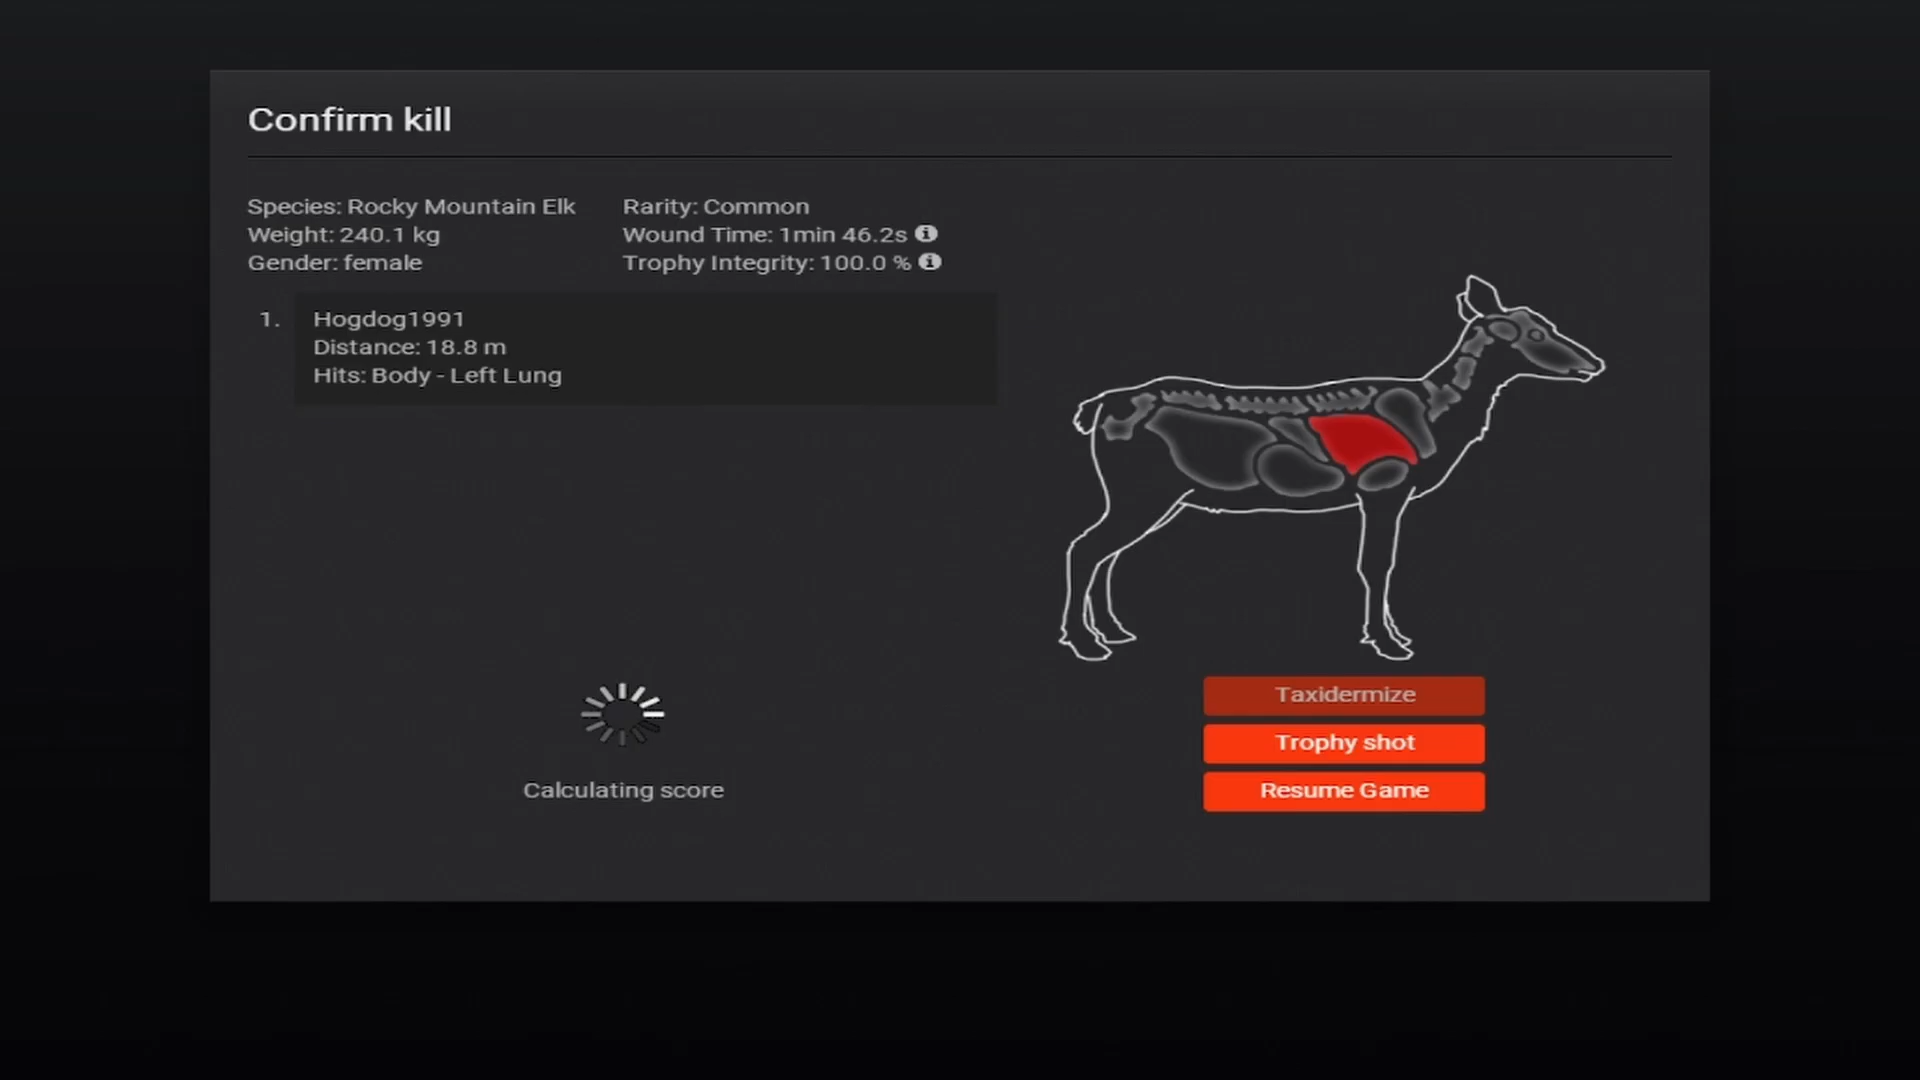 Confirm kill
Species: Rocky Mountain Elk
Weight: 240.1 kg
Gender: female
Rarity: Common
Wound Time: 1min 46.2s
Trophy Integrity: 100.0 %
1.
Hogdog1991
Distance: 18.8 m
Hits: Body - Left Lung
Calculating score
Taxidermize
Trophy shot
Resume Game